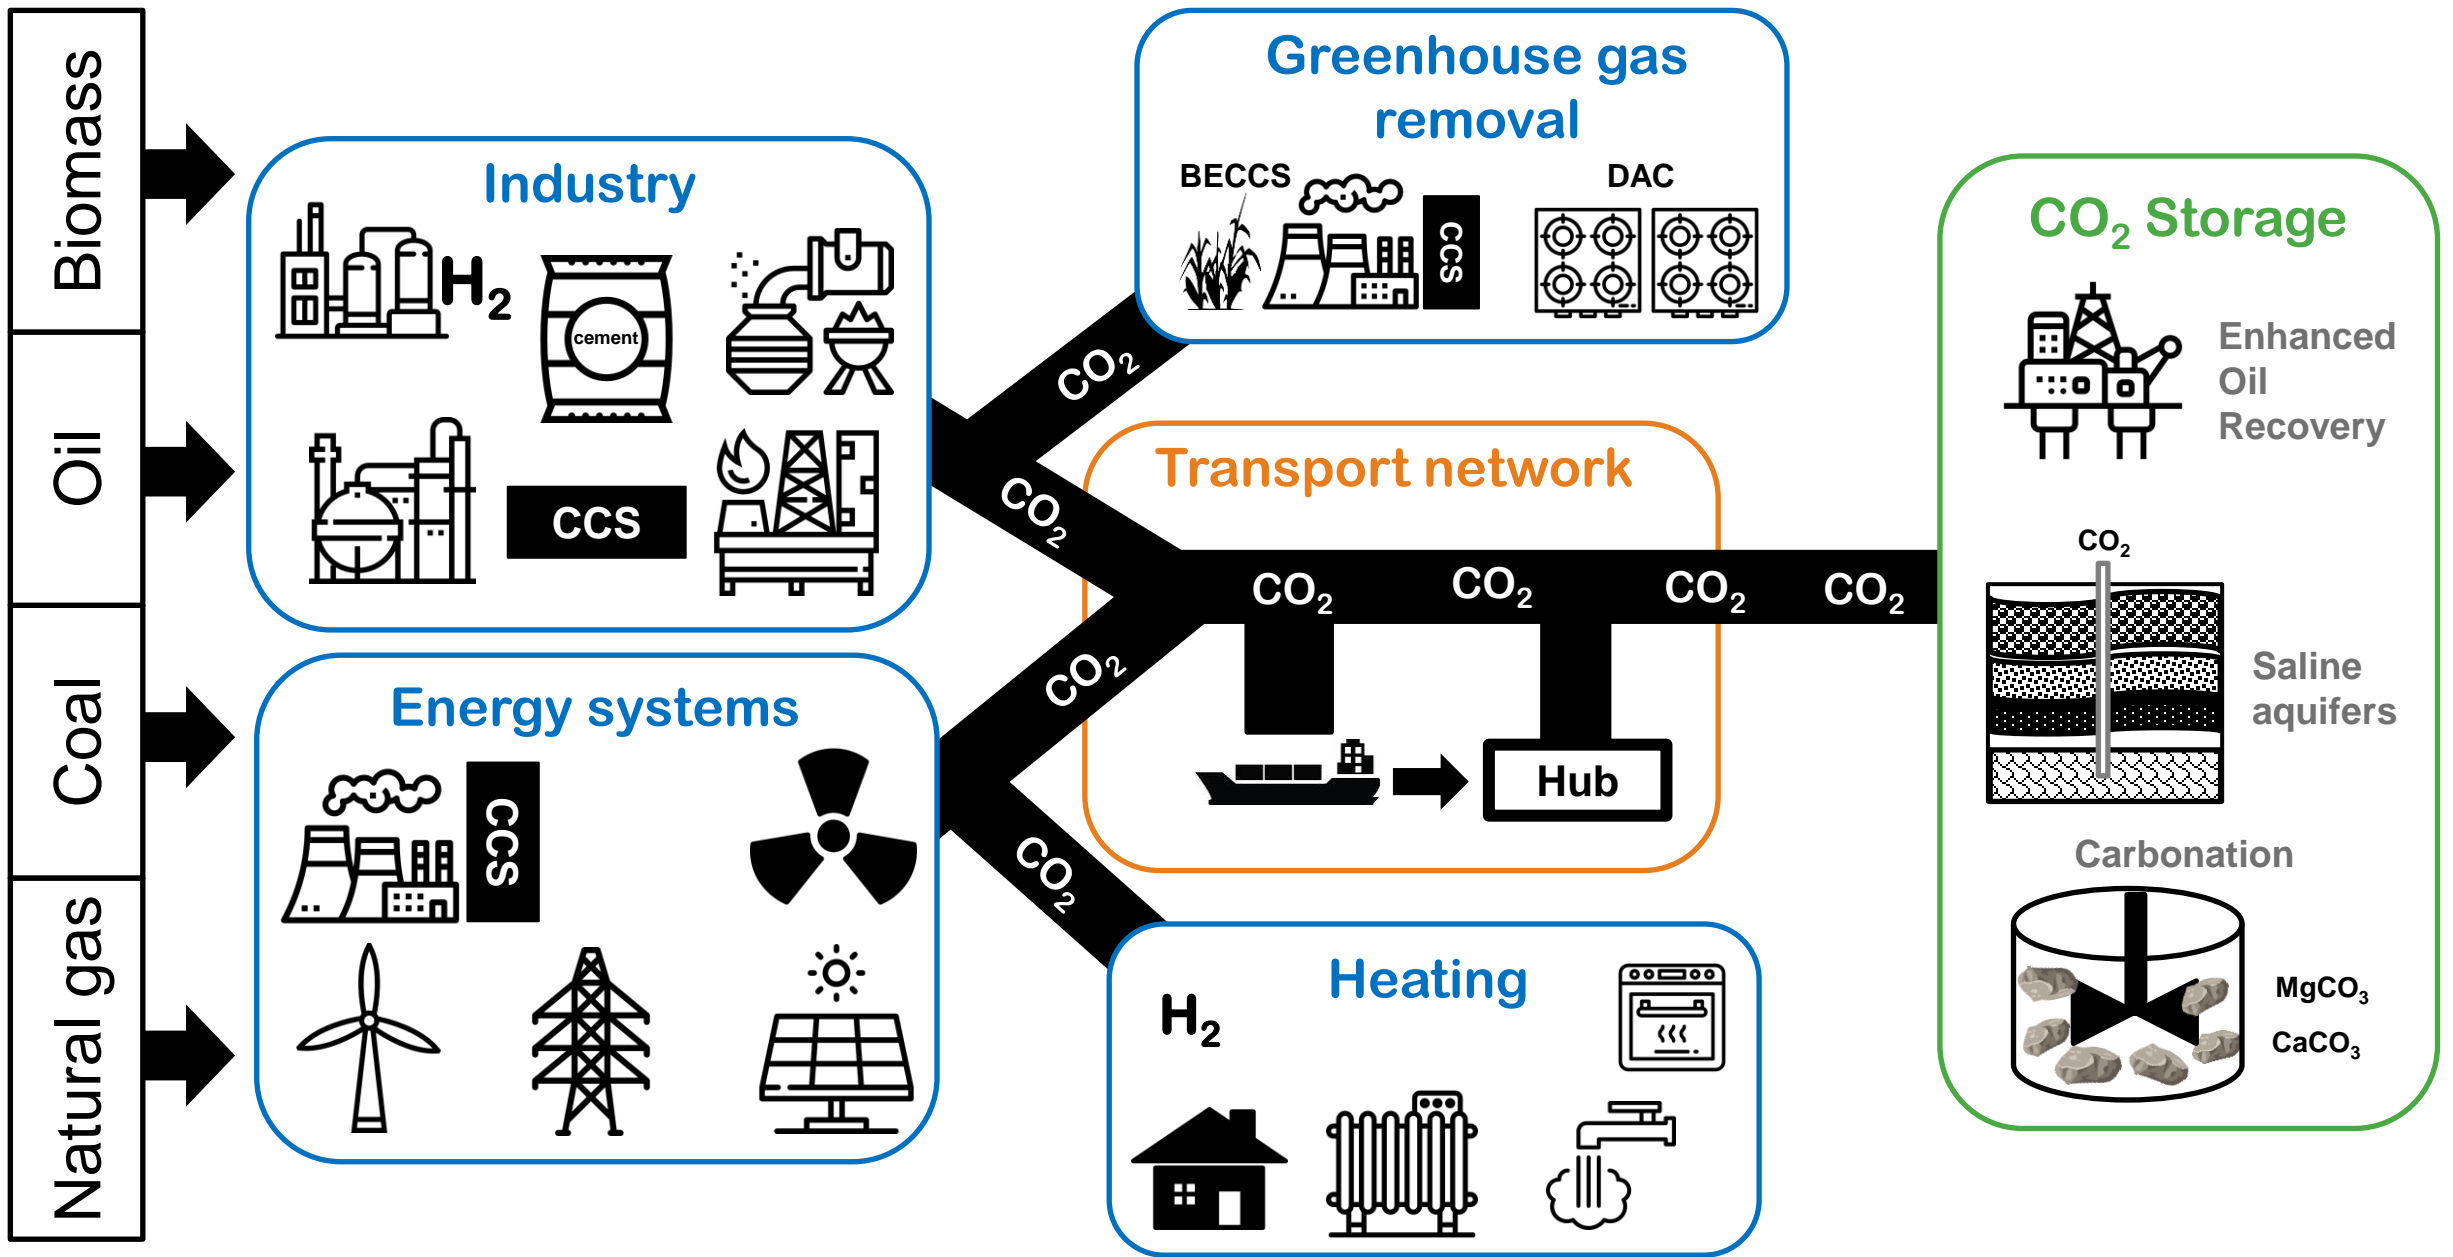 Biomass
Oil
Coal
Natural gas
Industry
H2
cement
CCS
Energy systems
CCS
Greenhouse gas
removal
BECCS
DAC
CCS
CO2
CO2
Transport network
CO2
CO2
CO2
CO2
CO2
CO2
Hub
Heating
H2
CO2 Storage
Enhanced
Oil
Recovery
CO2
Saline
aquifers
Carbonation
MgCO3
CaCO3